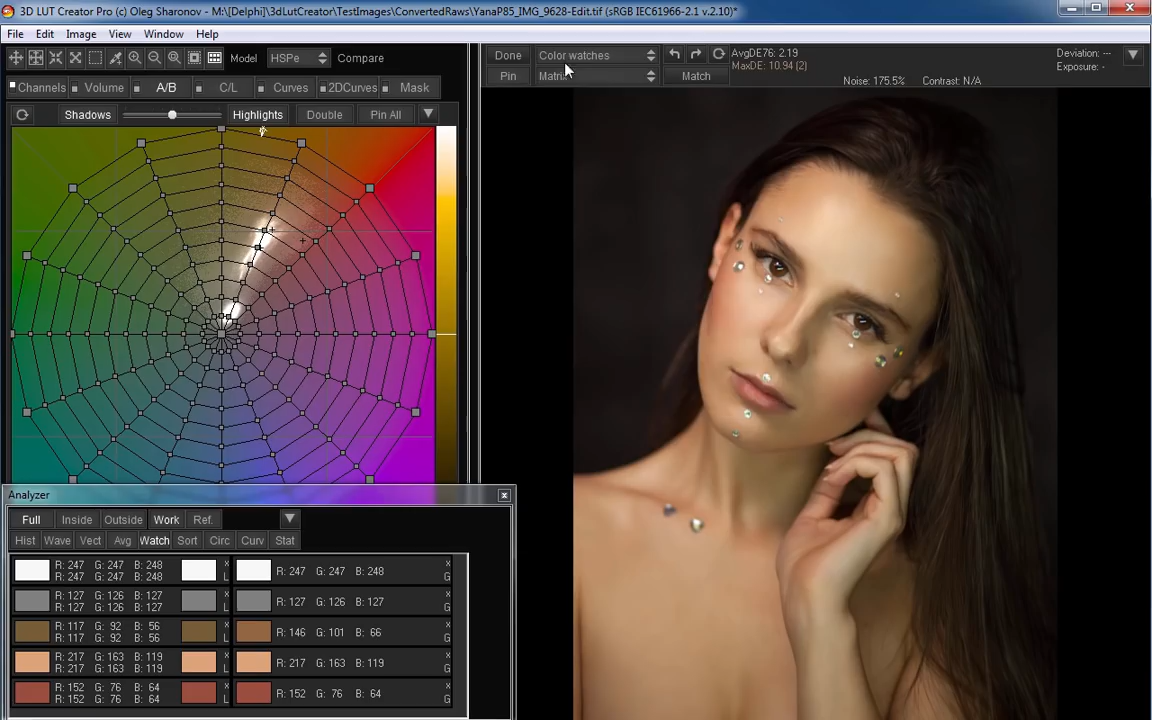 3D LUT Creator Pro (c) Oleg Sharonov - M:\[Delphi]\3dLutCreator\TestImages\ConvertedRaws\YanaP85_IMG_9628-Edit.tif (sRGB IEC61966-2.1 v.2.10)*
File Edit Image View Window Help
Model HSPe Compare
Channels Volume A/B C/L Curves 2DCurves Mask
Shadows Highlights Double Pin All
Done Color watches
Pin Matrix Match
AvgDE76: 2.19
MaxDE: 10.94 (2)
Noise: 175.5% Contrast: N/A
Deviation: ---
Exposure: -
Analyzer
Full Inside Outside Work Ref.
Hist Wave Vect Avg Watch Sort Circ Curv Stat
R: 247 G: 247 B: 248 x R: 247 G: 247 B: 248 x
R: 247 G: 247 B: 248 L G
R: 127 G: 126 B: 127 x R: 127 G: 126 B: 127 x
R: 127 G: 126 B: 127 L G
R: 117 G: 92 B: 56 x R: 146 G: 101 B: 66 x
R: 117 G: 92 B: 56 L G
R: 217 G: 163 B: 119 x R: 217 G: 163 B: 119 x
R: 217 G: 163 B: 119 L G
R: 152 G: 76 B: 64 x R: 152 G: 76 B: 64 x
R: 152 G: 76 B: 64 L G